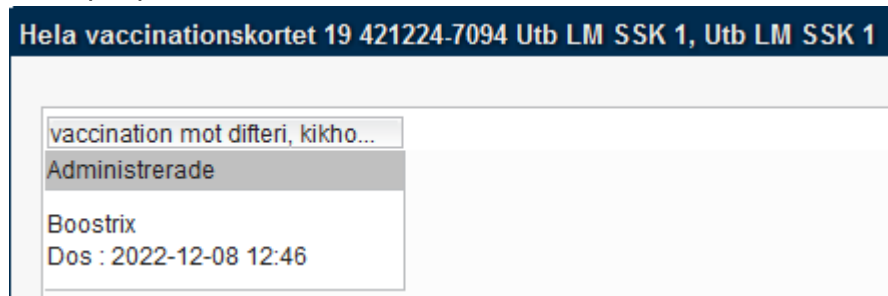 Hela vaccinationskortet 19 421224-7094 Utb LM SSK 1, Utb LM SSK 1
vaccination mot difteri, kikho...
Administrerade
Boostrix
Dos : 2022-12-08 12:46